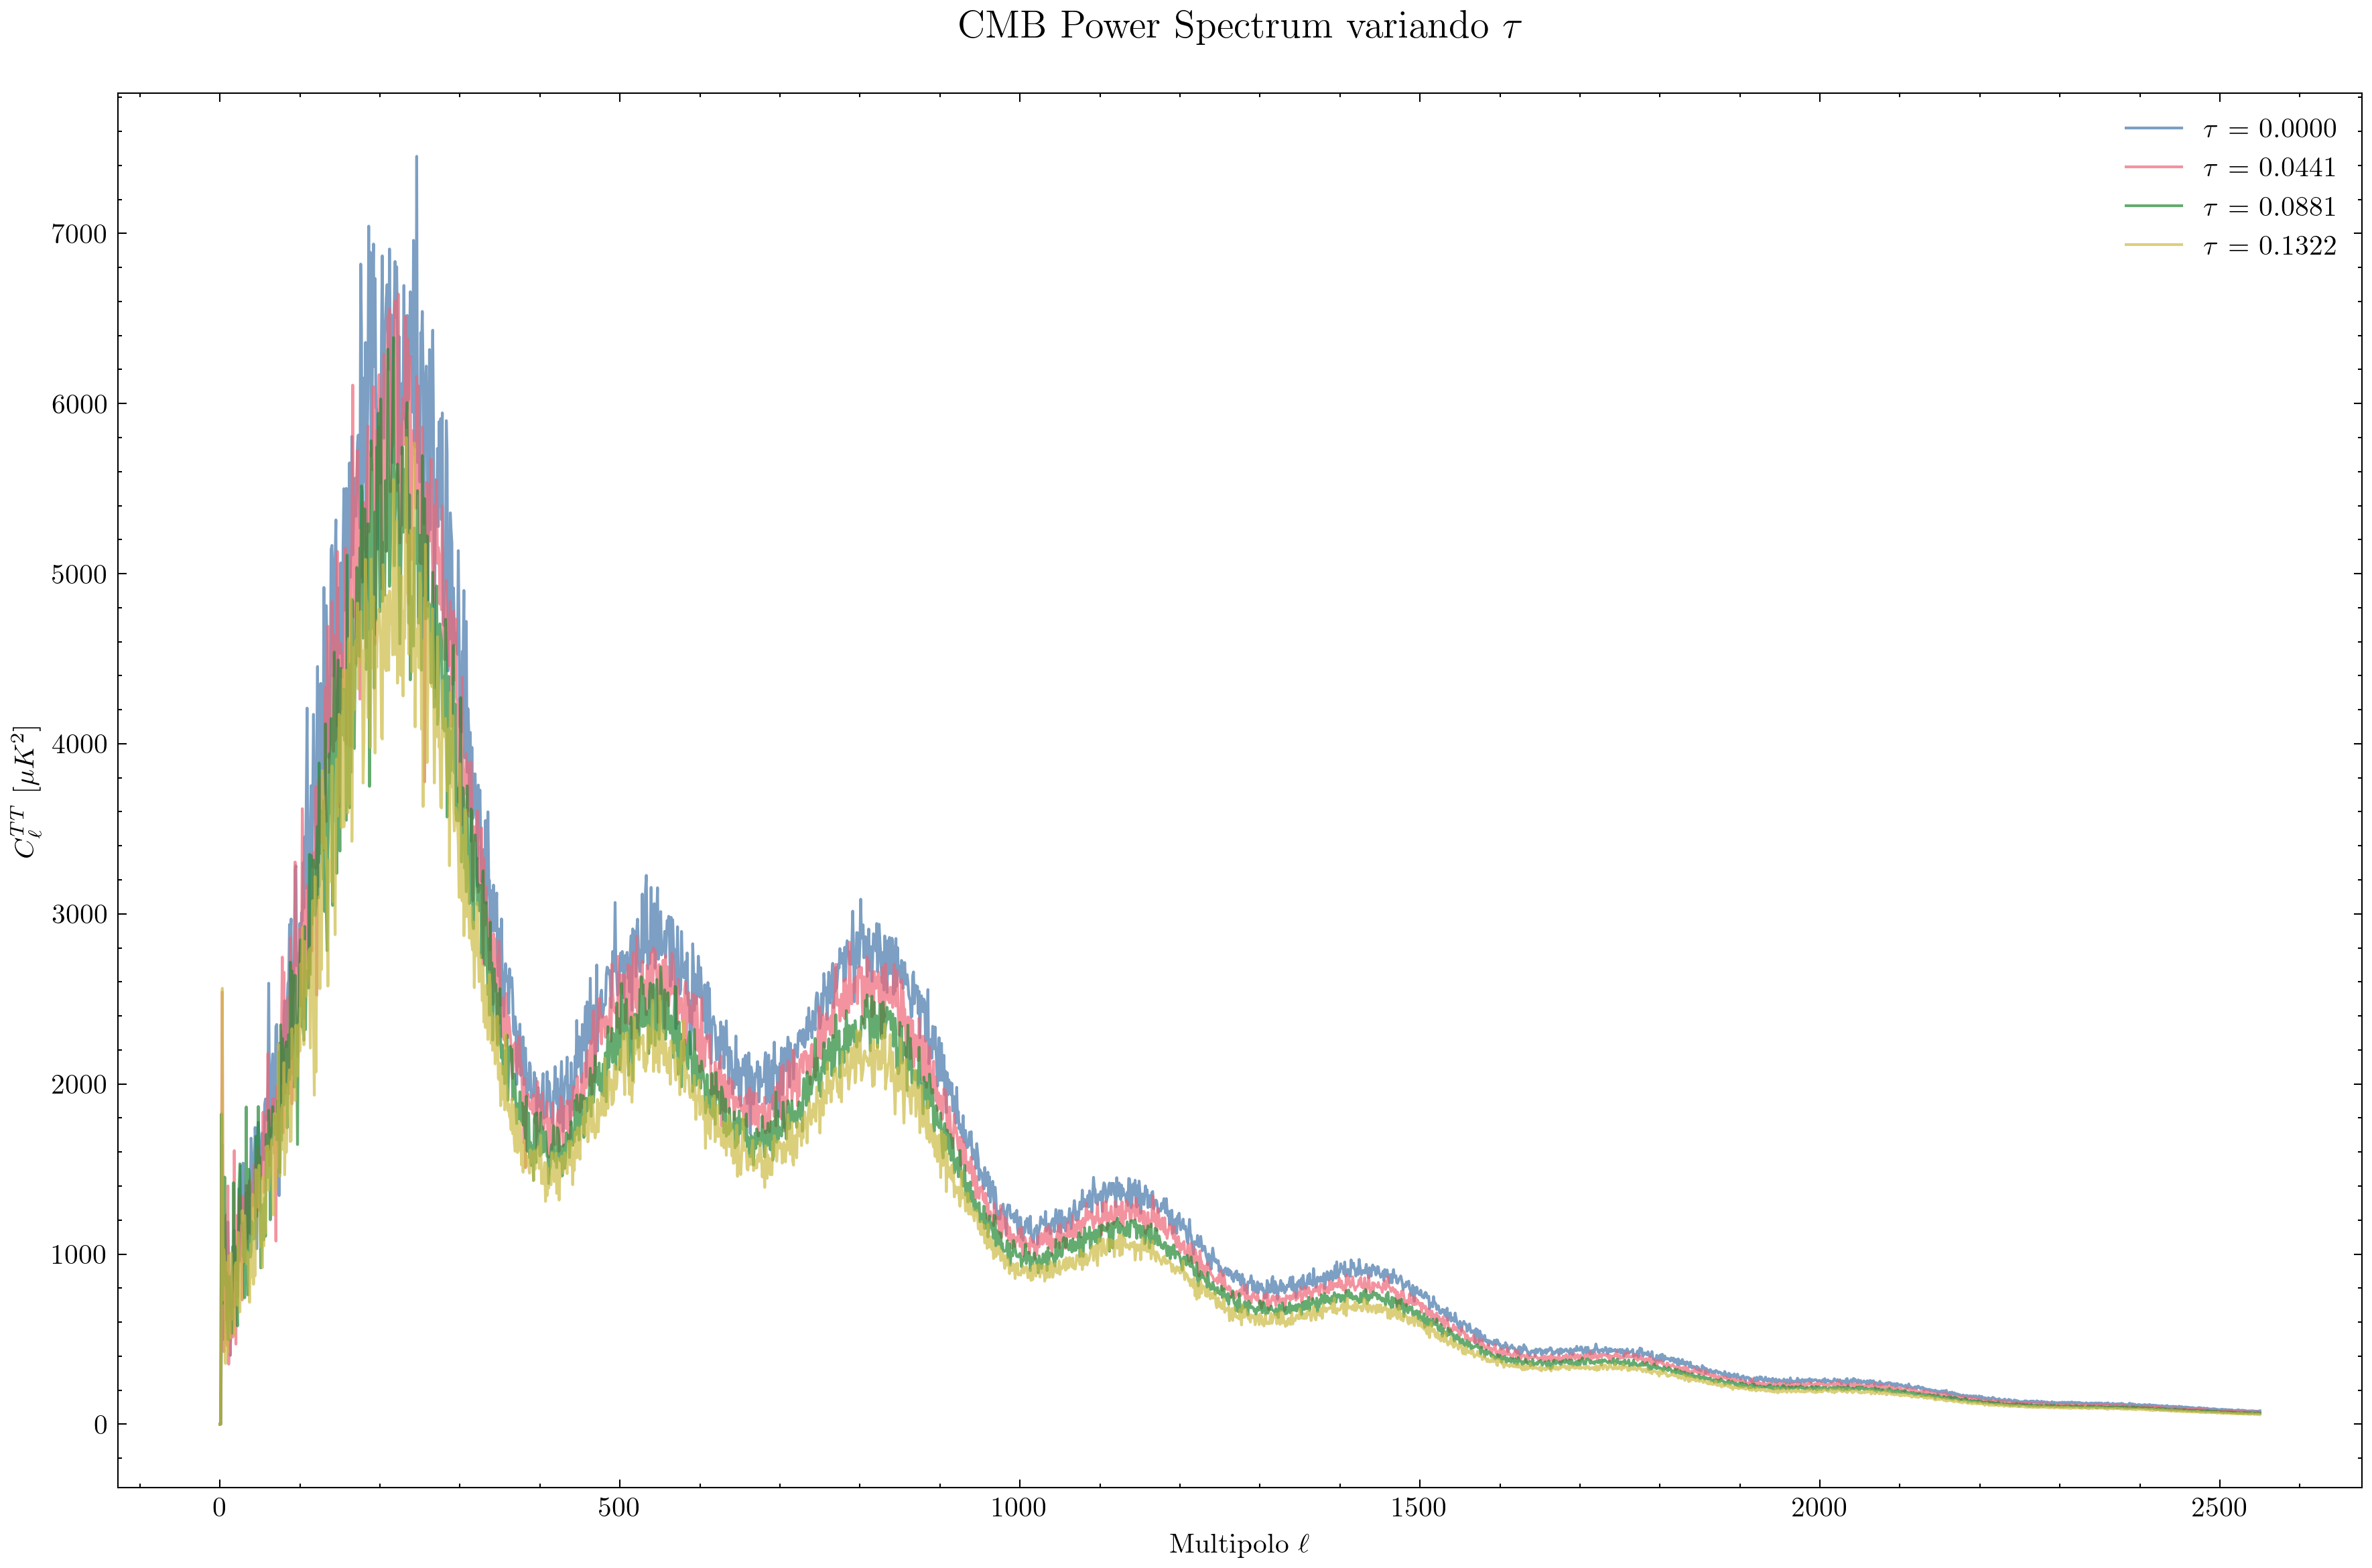 CMB Power Spectrum variando τ
τ = 0.0000
τ = 0.0441
τ = 0.0881
τ = 0.1322
7000
6000
5000
4000
3000
2000
1000
0
C_ℓ^{TT} [μK²]
0 500 1000 1500 2000 2500
Multipolo ℓ